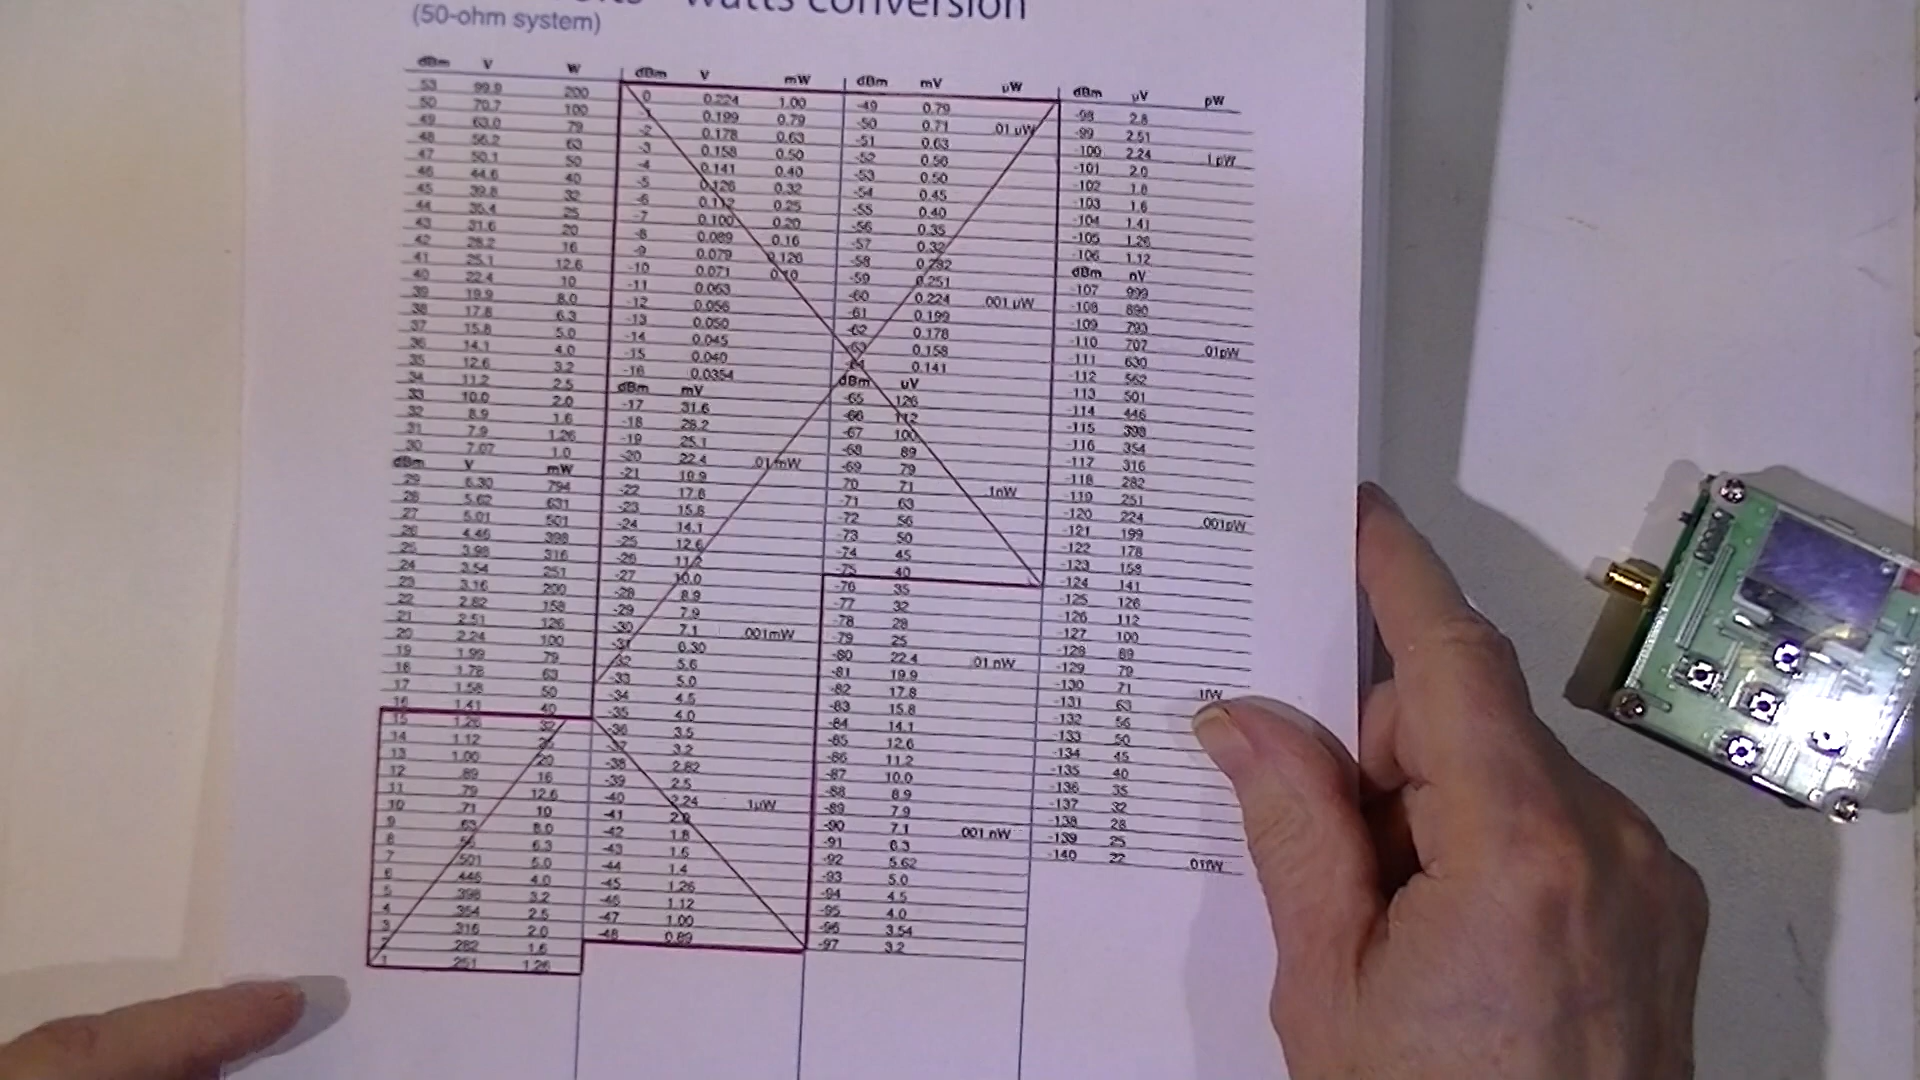 watts conversion
(50-ohm system)
dBm V W
53 99.9 200
50 70.7 100
49 63.0 79
48 56.2 63
47 50.1 50
46 44.6 40
45 39.8 32
44 35.4 25
43 31.6 20
42 28.2 16
41 25.1 12.6
40 22.4 10
39 19.9 8.0
38 17.8 6.3
37 15.8 5.0
36 14.1 4.0
35 12.6 3.2
34 11.2 2.5
33 10.0 2.0
32 8.9 1.6
31 7.9 1.26
30 7.07 1.0
dBm V mW
29 6.30 794
28 5.62 631
27 5.01 501
26 4.46 398
25 3.98 316
24 3.54 251
23 3.16 200
22 2.82 158
21 2.51 126
20 2.24 100
19 1.99 79
18 1.78 63
17 1.58 50
16 1.41 40
15 1.26 32
14 1.12
13 1.00 20
12 .89 16
11 .79 12.6
10 .71 10
9 .63 8.0
8 6.3
7 .501 5.0
6 .446 4.0
5 .398 3.2
4 .354 2.5
3 .316 2.0
2 .282 1.6
1 .251 1.26
dBm V mW
0 0.224 1.00
0.199 0.79
-2 0.178 0.63
-3 0.158 0.50
-4 0.141 0.40
-5 0.126 0.32
-6 0.112 0.25
-7 0.100 0.20
-8 0.089 0.16
-9 0.079 0.126
-10 0.071 0.10
-11 0.063
-12 0.056
-13 0.050
-14 0.045
-15 0.040
-16 0.0354
dBm mV
-17 31.6
-18 28.2
-19 25.1
-20 22.4 .01 mW
-21 19.9
-22 17.8
-23 15.8
-24 14.1
-25 12.6
-26 11.2
-27 10.0
-28 8.9
-29 7.9
-30 7.1 .001mW
-31 6.30
-32 5.6
-33 5.0
-34 4.5
-35 4.0
-36 3.5
-37 3.2
-38 2.82
-39 2.5
-40 2.24 1µW
-41 2.0
-42 1.8
-43 1.6
-44 1.4
-45 1.26
-46 1.12
-47 1.00
-48 0.89
dBm mV µW
-49 0.79
-50 0.71 .01 uW
-51 0.63
-52 0.56
-53 0.50
-54 0.45
-55 0.40
-56 0.35
-57 0.32
-58 0.282
-59 0.251
-60 0.224 .001 µW
-61 0.199
-62 0.178
-63 0.158
-64 0.141
dBm uV
-65 126
-66 112
-67 100
-68 89
-69 79
70 71 .1nW
-71 63
-72 56
-73 50
-74 45
-75 40
-76 35
-77 32
-78 28
-79 25
-80 22.4 .01 nW
-81 19.9
-82 17.8
-83 15.8
-84 14.1
-85 12.6
-86 11.2
-87 10.0
-88 8.9
-89 7.9
-90 7.1 .001 nW
-91 6.3
-92 5.62
-93 5.0
-94 4.5
-95 4.0
-96 3.54
-97 3.2
dBm µV pW
-98 2.8
-99 2.51
-100 2.24 .1 pW
-101 2.0
-102 1.8
-103 1.6
-104 1.41
-105 1.26
-106 1.12
dBm nV
-107 999
-108 890
-109 793
-110 707 .01pW
-111 630
-112 562
-113 501
-114 446
-115 398
-116 354
-117 316
-118 282
-119 251
-120 224 .001pW
-121 199
-122 178
-123 158
-124 141
-125 126
-126 112
-127 100
-128 89
-129 79
-130 71 .1fW
-131 63
-132 56
-133 50
-134 45
-135 40
-136 35
-137 32
-138 28
-139 25
-140 22 .01fW